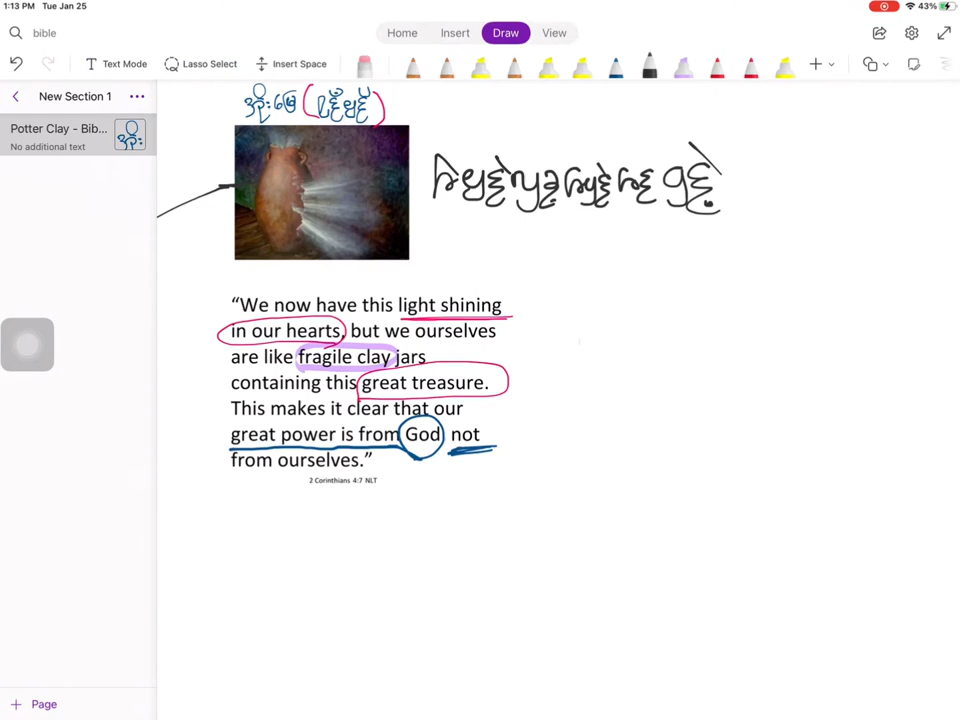 1:13 PM Tue Jan 25
43%
bible
Home Insert Draw View
Text Mode
Lasso Select
Insert Space
New Section 1
Potter Clay - Bib...
No additional text
အိုးမြေ
“We now have this light shining
in our hearts, but we ourselves
are like fragile clay jars
containing this great treasure.
This makes it clear that our
great power is from God not
from ourselves.”
2 Corinthians 4:7 NLT
Power